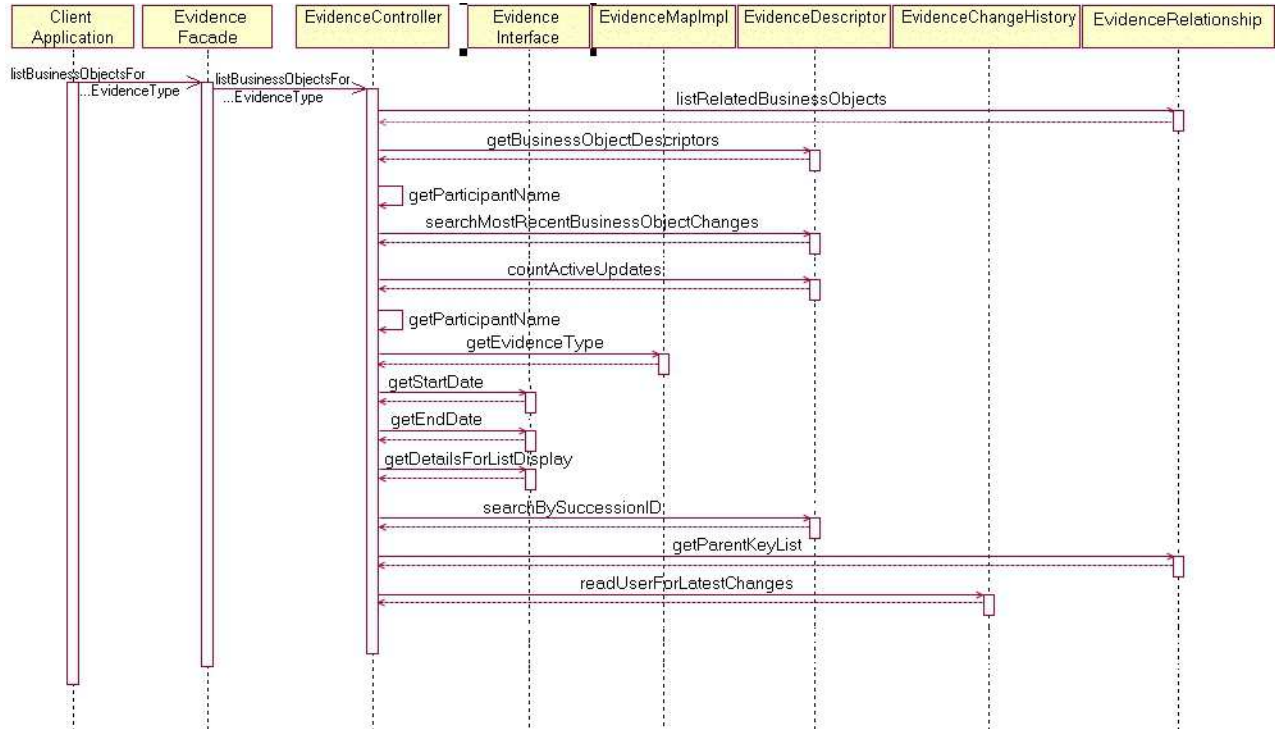 Client
Application
Evidence
Facade
EvidenceController
Evidence
Interface
EvidenceMapImpl
EvidenceDescriptor
EvidenceChangeHistory
EvidenceRelationship
listBusinessObjectsFor
...EvidenceType
listBusinessObjectsFor
...EvidenceType
listRelatedBusinessObjects
getBusinessObjectDescriptors
getParticipantName
searchMostRecentBusinessObjectChanges
countActiveUpdates
getParticipantName
getEvidenceType
getStartDate
getEndDate
getDetailsForListDisplay
searchBySuccessionID
getParentKeyList
readUserForLatestChanges